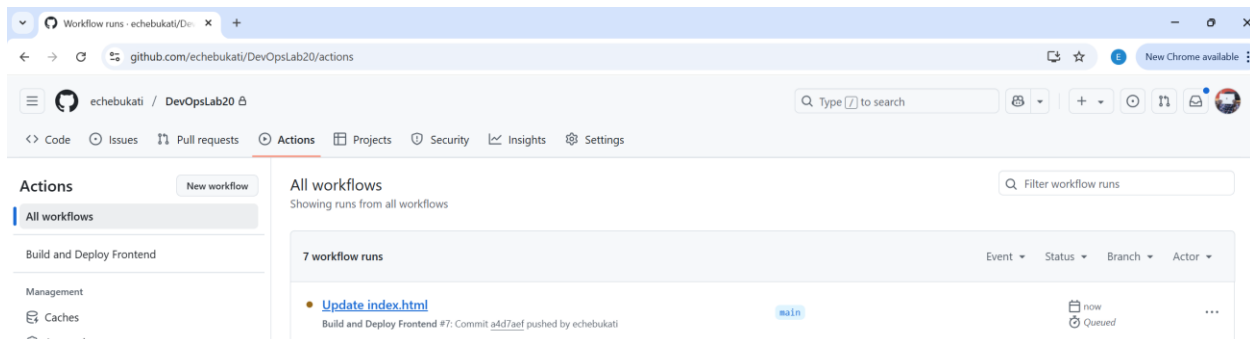 Workflow runs · echebukati/De
github.com/echebukati/DevOpsLab20/actions
E
New Chrome available
echebukati / DevOpsLab20
Type / to search
Code Issues Pull requests Actions Projects Security Insights Settings
Actions
New workflow
All workflows
Build and Deploy Frontend
Management
Caches
All workflows
Showing runs from all workflows
Filter workflow runs
7 workflow runs
Event Status Branch Actor
Update index.html
Build and Deploy Frontend #7: Commit a4d7aef pushed by echebukati
main
now
Queued